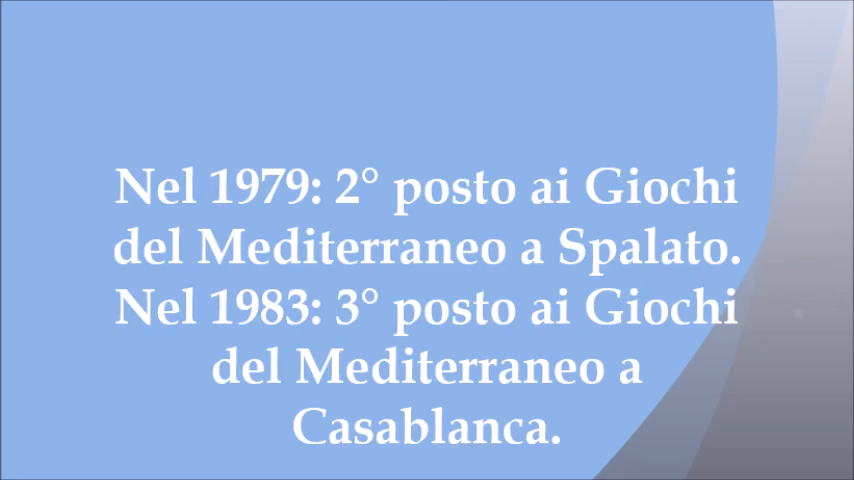 Nel 1979: 2° posto ai Giochi
del Mediterraneo a Spalato.
Nel 1983: 3° posto ai Giochi
del Mediterraneo a
Casablanca.